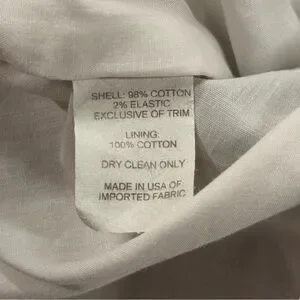 SHELL: 98% COTTON
2% ELASTIC
EXCLUSIVE OF TRIM
LINING:
100% COTTON
DRY CLEAN ONLY
MADE IN USA OF
IMPORTED FABRIC